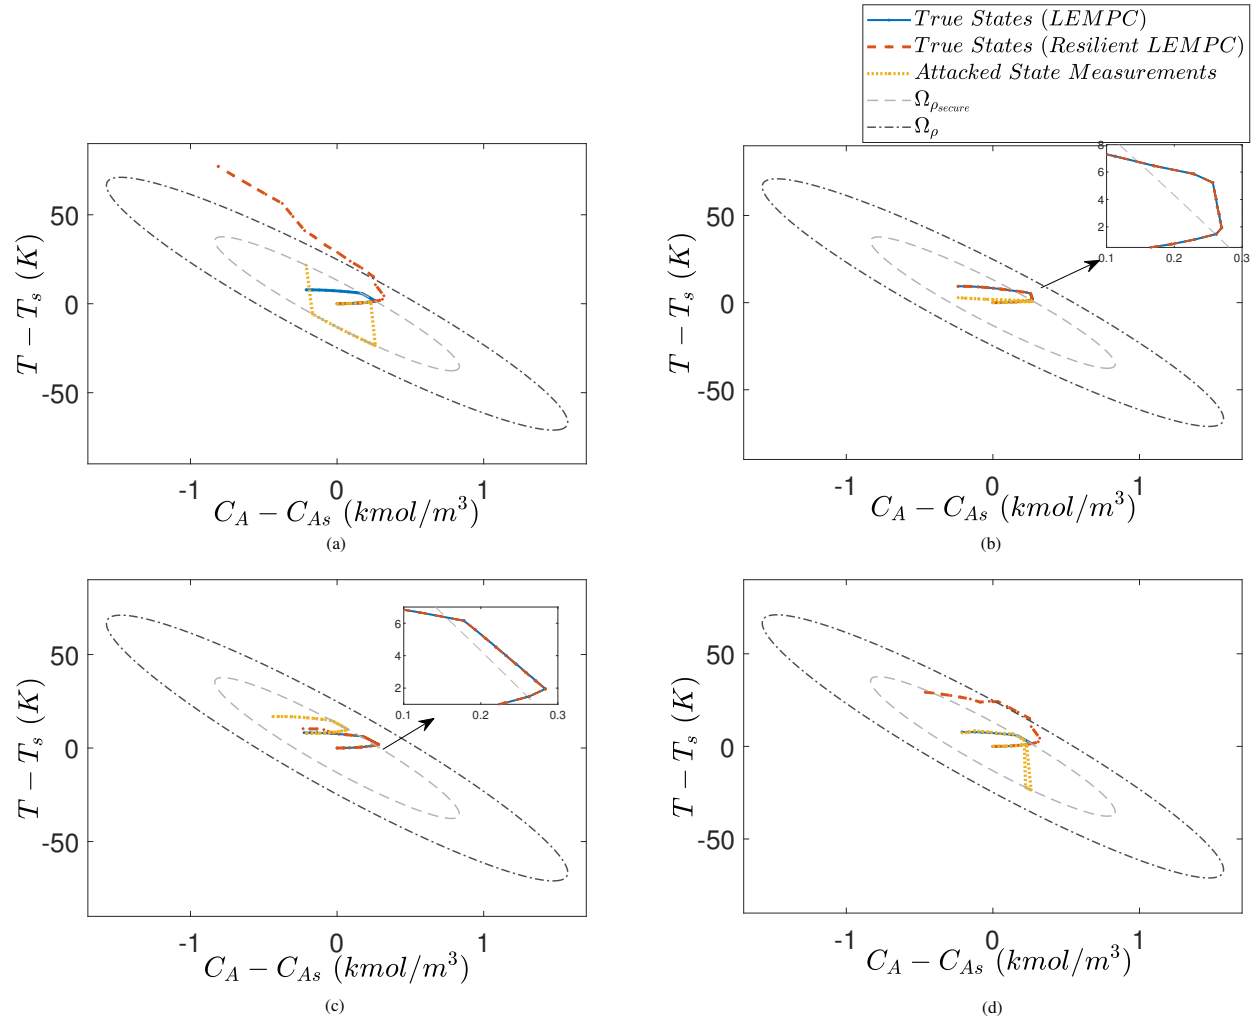 True States (LEMPC)
True States (Resilient LEMPC)
Attacked State Measurements
Ω_{ρ_{secure}}
Ω_ρ
50
0
-50
T − T_s (K)
-1
0
1
C_A − C_{As} (kmol/m^3)
(a)
8
6
4
2
0.1
0.2
0.3
50
0
-50
T − T_s (K)
-1
0
1
C_A − C_{As} (kmol/m^3)
(b)
6
4
2
0.1
0.2
0.3
50
0
-50
T − T_s (K)
-1
0
1
C_A − C_{As} (kmol/m^3)
(c)
50
0
-50
T − T_s (K)
-1
0
1
C_A − C_{As} (kmol/m^3)
(d)